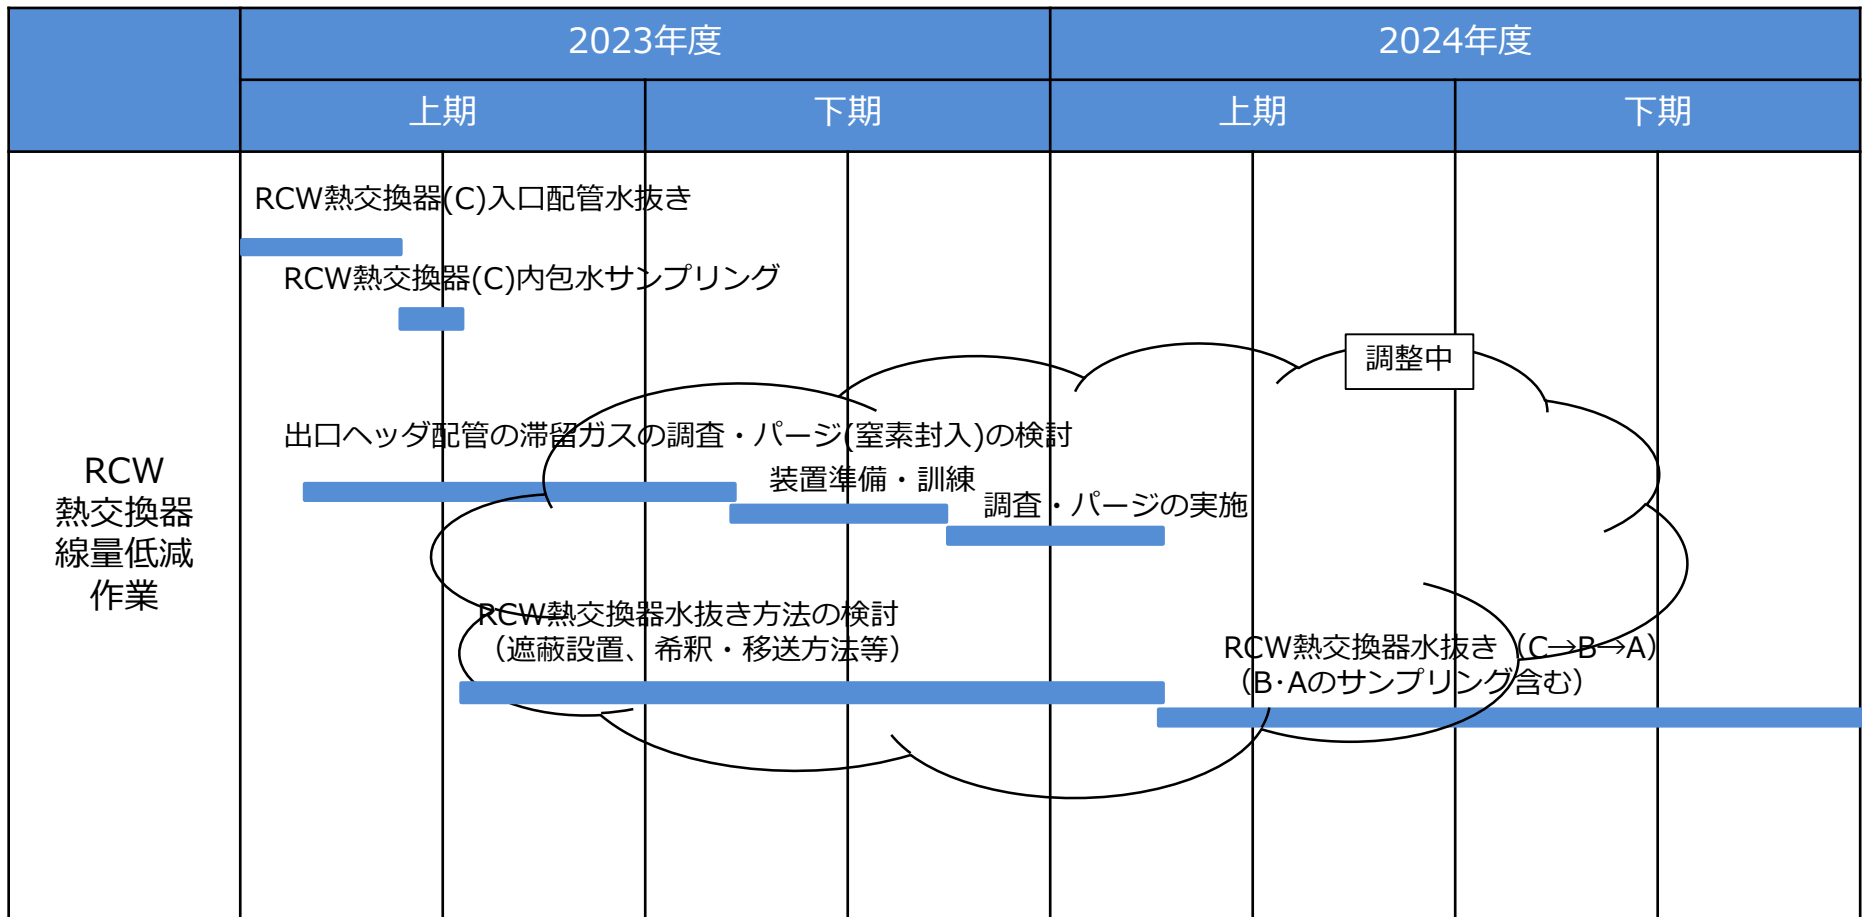 2023年度
2024年度
上期
下期
上期
下期
RCW
熱交換器
線量低減
作業
RCW熱交換器(C)入口配管水抜き
RCW熱交換器(C)内包水サンプリング
調整中
出口ヘッダ配管の滞留ガスの調査・パージ(窒素封入)の検討
装置準備・訓練
調査・パージの実施
RCW熱交換器水抜き方法の検討
（遮蔽設置、希釈・移送方法等）
RCW熱交換器水抜き（C→B→A）
（B･Aのサンプリング含む）